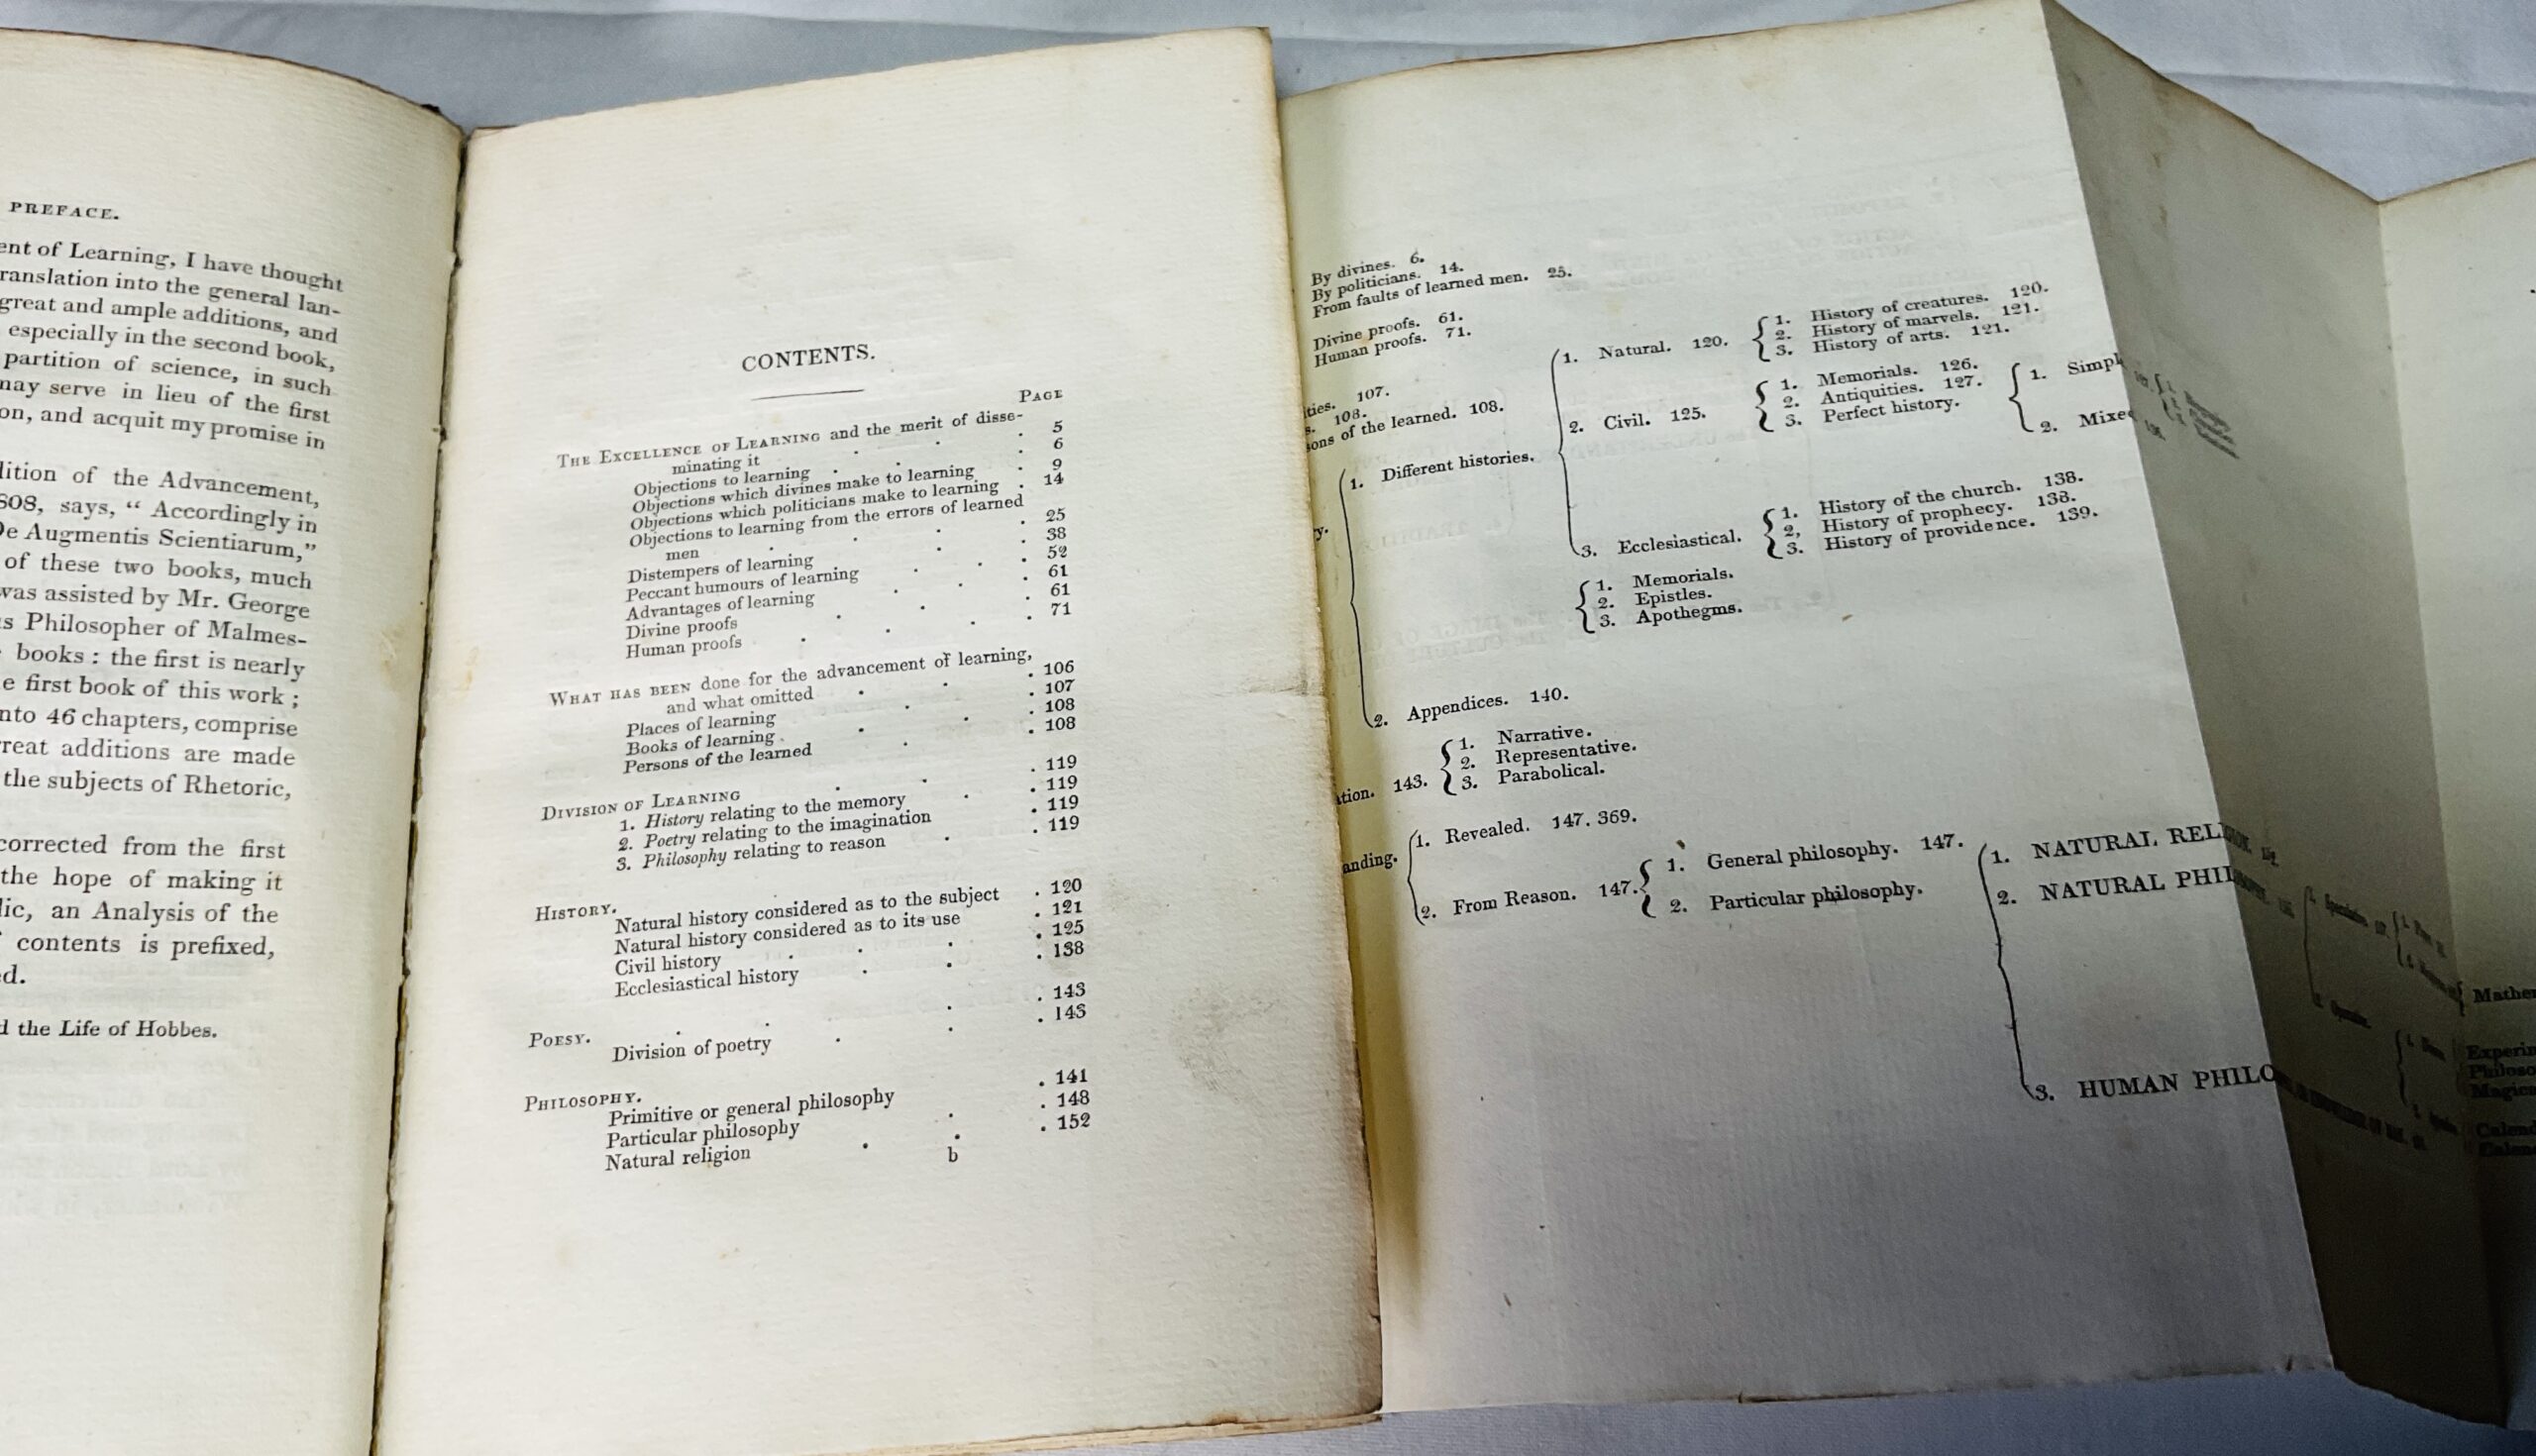 PREFACE.
of Learning, I have thought
translation into the general lan-
great and ample additions, and
especially in the second book,
partition of science, in such
may serve in lieu of the first
and acquit my promise in
of the Advancement,
says, “ Accordingly in
Augmentis Scientiarum,”
of these two books, much
was assisted by Mr. George
Philosopher of Malmes-
books : the first is nearly
first book of this work ;
46 chapters, comprise
great additions are made
the subjects of Rhetoric,
corrected from the first
the hope of making it
an Analysis of the
contents is prefixed,
the Life of Hobbes.
CONTENTS.
PAGE
THE EXCELLENCE OF LEARNING and the merit of disse-
minating it . . . 5
Objections to learning . . . 6
Objections which divines make to learning . 9
Objections which politicians make to learning . 14
Objections to learning from the errors of learned
men . . . . 25
Distempers of learning . . 38
Peccant humours of learning . . . 52
Advantages of learning . . . 61
Divine proofs . . 61
Human proofs . . . . 71
WHAT HAS BEEN done for the advancement of learning,
and what omitted . . . 106
Places of learning . . 107
Books of learning . . . . 108
Persons of the learned . . 108
DIVISION OF LEARNING . . . 119
1. History relating to the memory . . 119
2. Poetry relating to the imagination . 119
3. Philosophy relating to reason . . 119
HISTORY.
Natural history considered as to the subject . 120
Natural history considered as to its use . 121
Civil history . . . . 125
Ecclesiastical history . . . 138
POESY. . . . . 143
Division of poetry . . . 143
PHILOSOPHY.
Primitive or general philosophy . 141
Particular philosophy . . 148
Natural religion . . . 152
b
By divines. 6.
By politicians. 14.
From faults of learned men. 25.
Divine proofs. 61.
Human proofs. 71.
107.
108.
of the learned. 108.
1. Different histories.
1. Natural. 120.
1. History of creatures. 120.
2. History of marvels. 121.
3. History of arts. 121.
2. Civil. 125.
1. Memorials. 126.
2. Antiquities. 127.
3. Perfect history.
1.
2.
3. Ecclesiastical.
1. History of the church. 138.
2, History of prophecy. 138.
3. History of providence. 139.
1. Memorials.
2. Epistles.
3. Apothegms.
2. Appendices. 140.
143.
1. Narrative.
2. Representative.
3. Parabolical.
1. Revealed. 147. 369.
2. From Reason. 147.
1. General philosophy. 147.
2. Particular philosophy.
1. NATURAL
2. NATURAL
3. HUMAN